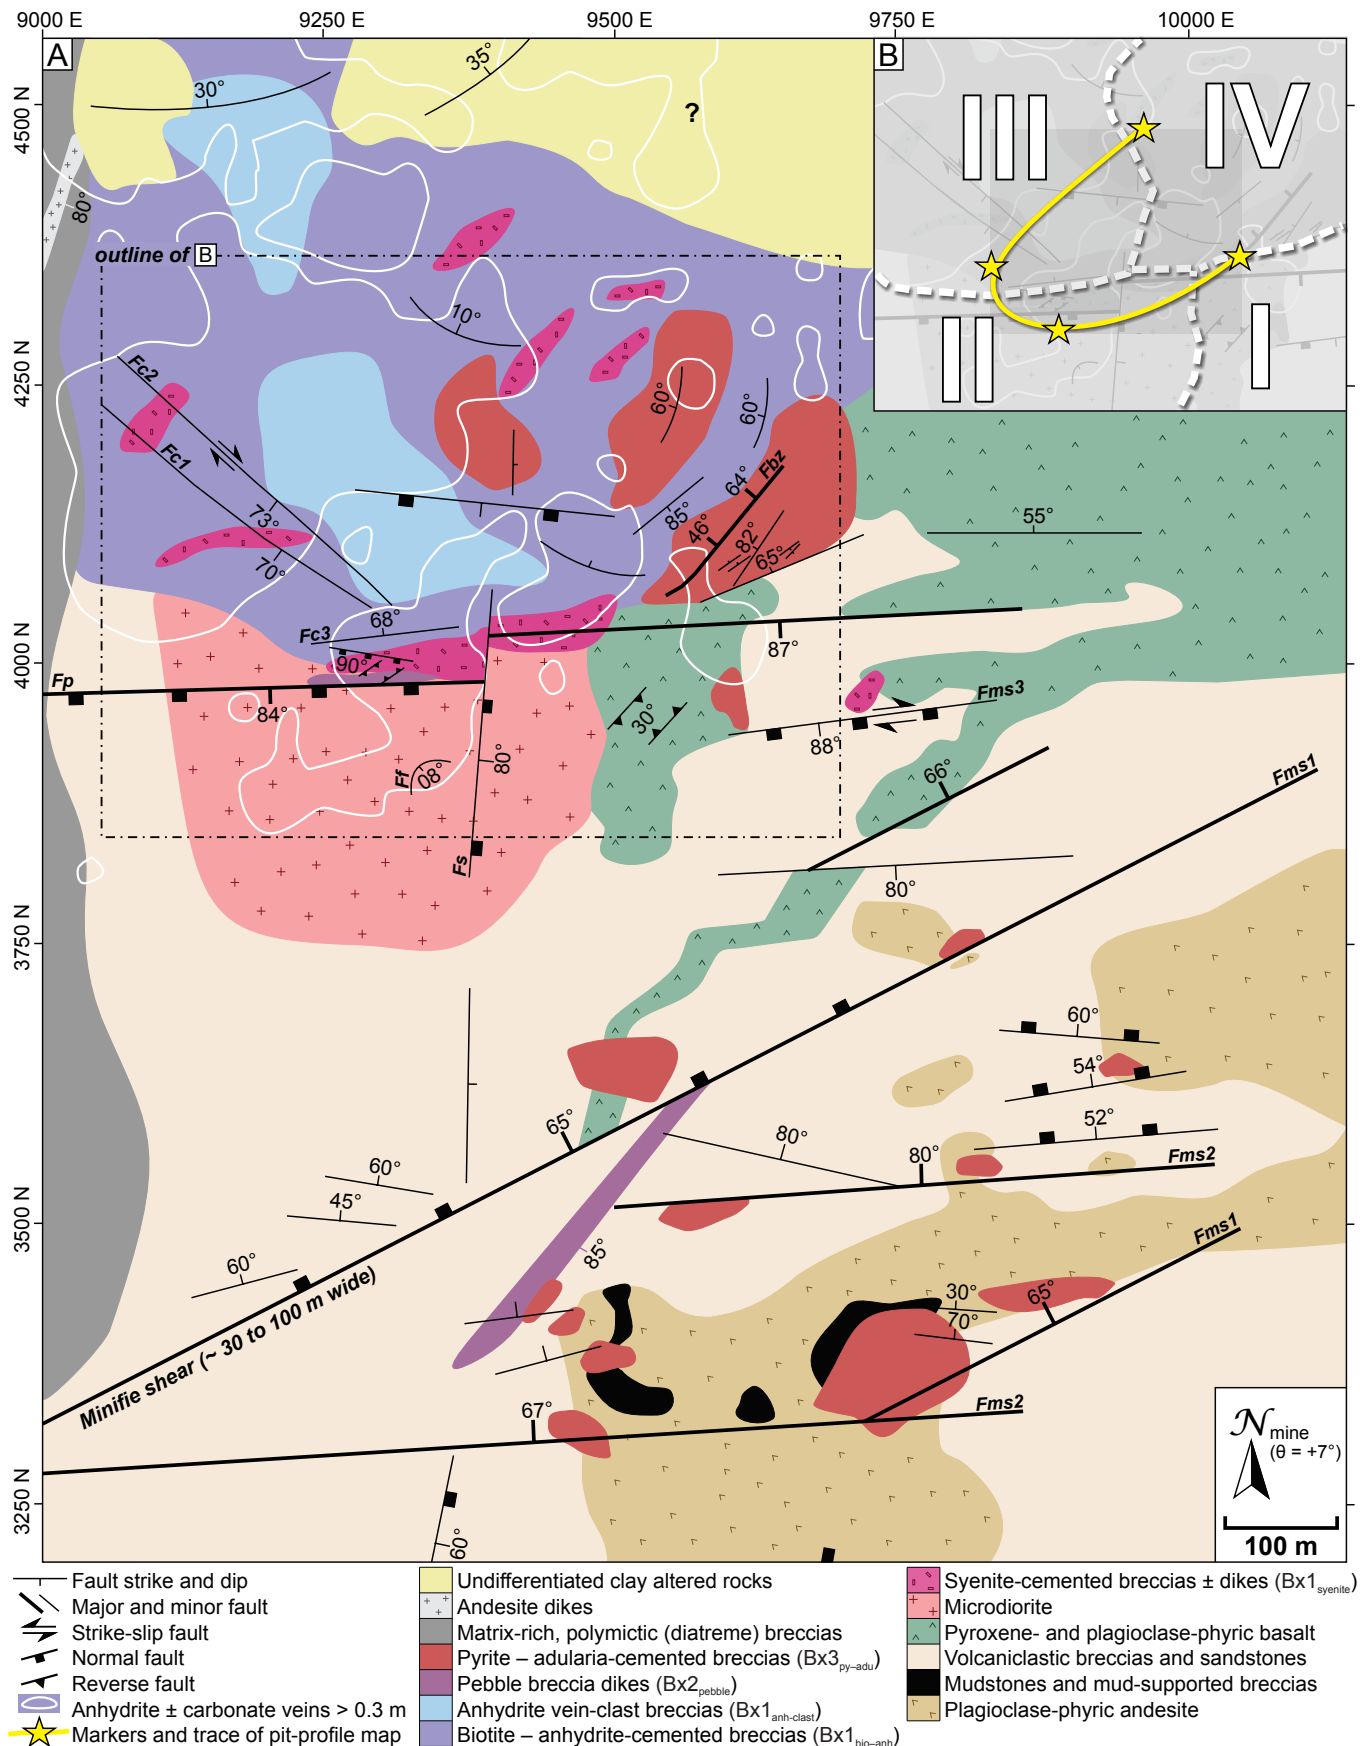 9000 E
9250 E
9500 E
9750 E
10000 E
4500 N
4250 N
4000 N
3750 N
3500 N
3250 N
A
B
III
IV
II
I
30°
35°
?
80°
outline of B
10°
Fc2
Fc1
60°
60°
Fbz
64°
46°
82°
65°
85°
73°
70°
55°
68°
Fc3
90°
87°
Fp
84°
30°
Fms3
88°
Ff
80°
80°
66°
Fs
Fms1
80°
60°
54°
52°
65°
80°
80°
Fms2
60°
45°
60°
85°
Fms1
Minifie shear (~ 30 to 100 m wide)
30°
65°
70°
67°
Fms2
60°
N mine
(θ = +7°)
100 m
Fault strike and dip
Major and minor fault
Strike-slip fault
Normal fault
Reverse fault
Anhydrite ± carbonate veins > 0.3 m
Markers and trace of pit-profile map
Undifferentiated clay altered rocks
Andesite dikes
Matrix-rich, polymictic (diatreme) breccias
Pyrite – adularia-cemented breccias (Bx3py–adu)
Pebble breccia dikes (Bx2pebble)
Anhydrite vein-clast breccias (Bx1anh-clast)
Biotite – anhydrite-cemented breccias (Bx1bio–anh)
Syenite-cemented breccias ± dikes (Bx1syenite)
Microdiorite
Pyroxene- and plagioclase-phyric basalt
Volcaniclastic breccias and sandstones
Mudstones and mud-supported breccias
Plagioclase-phyric andesite